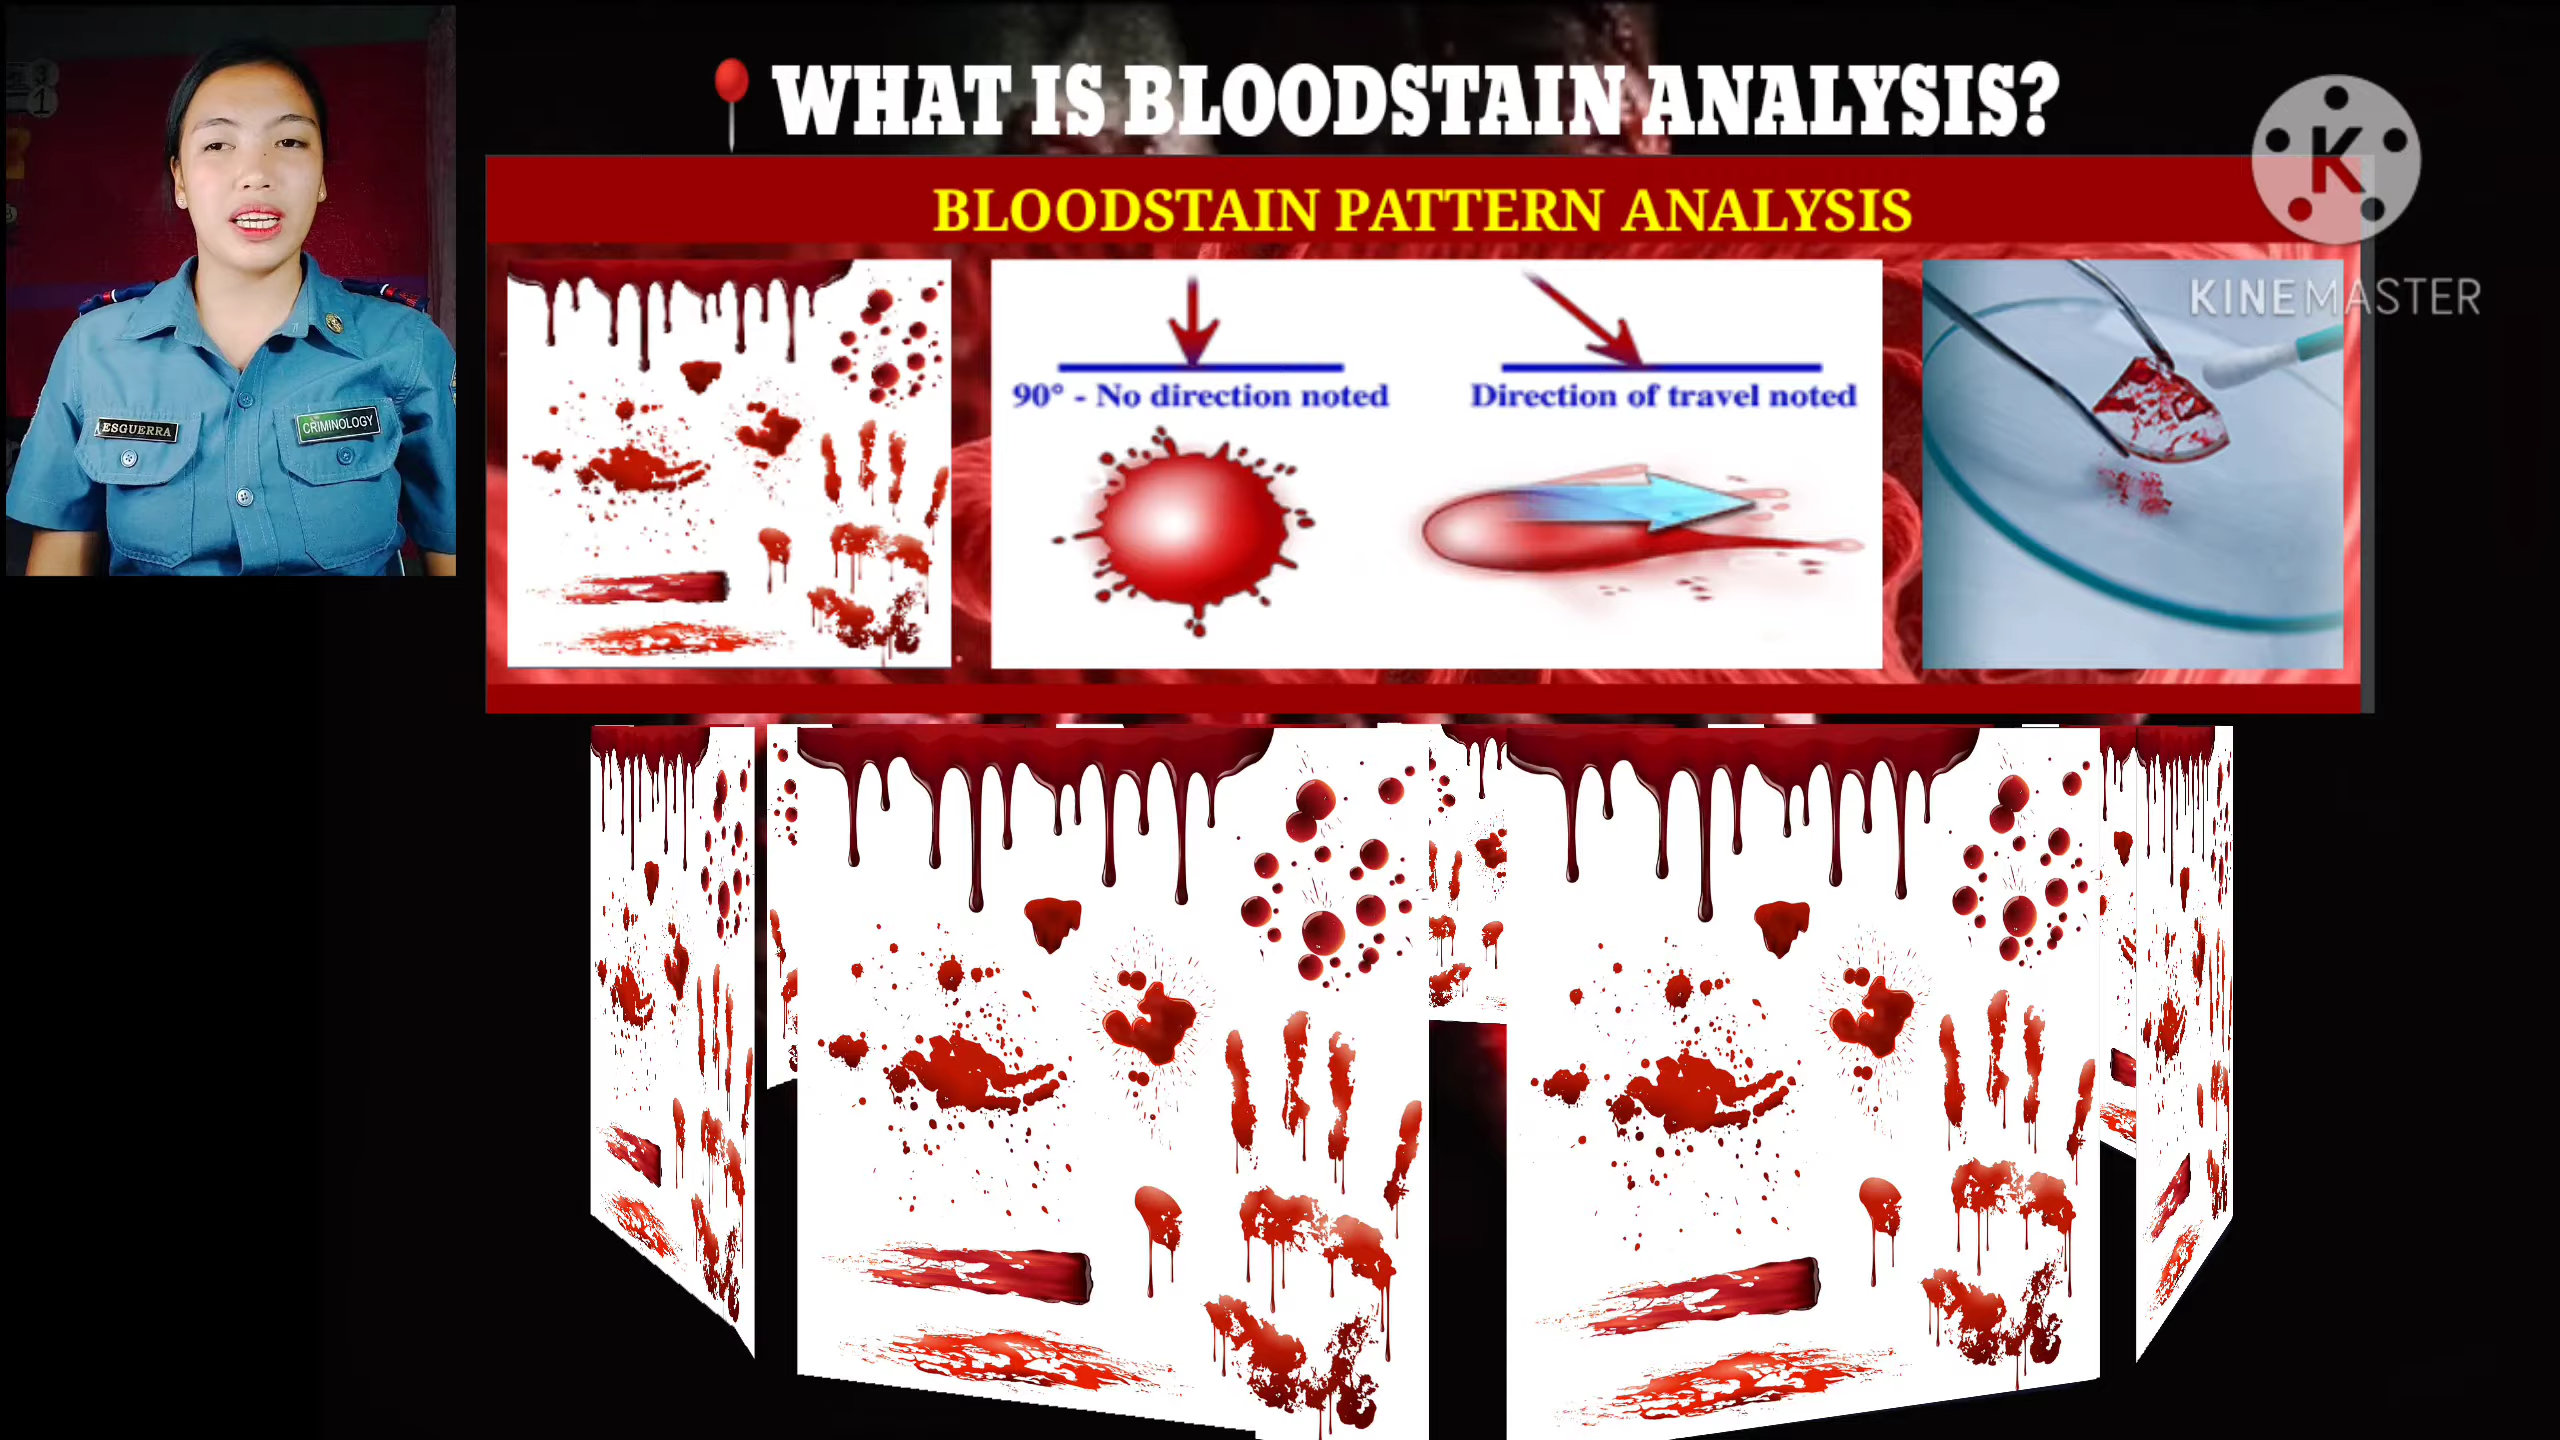 WHAT IS BLOODSTAIN ANALYSIS?
BLOODSTAIN PATTERN ANALYSIS
90° - No direction noted
Direction of travel noted
K
KINEMASTER
ESGUERRA
CRIMINOLOGY